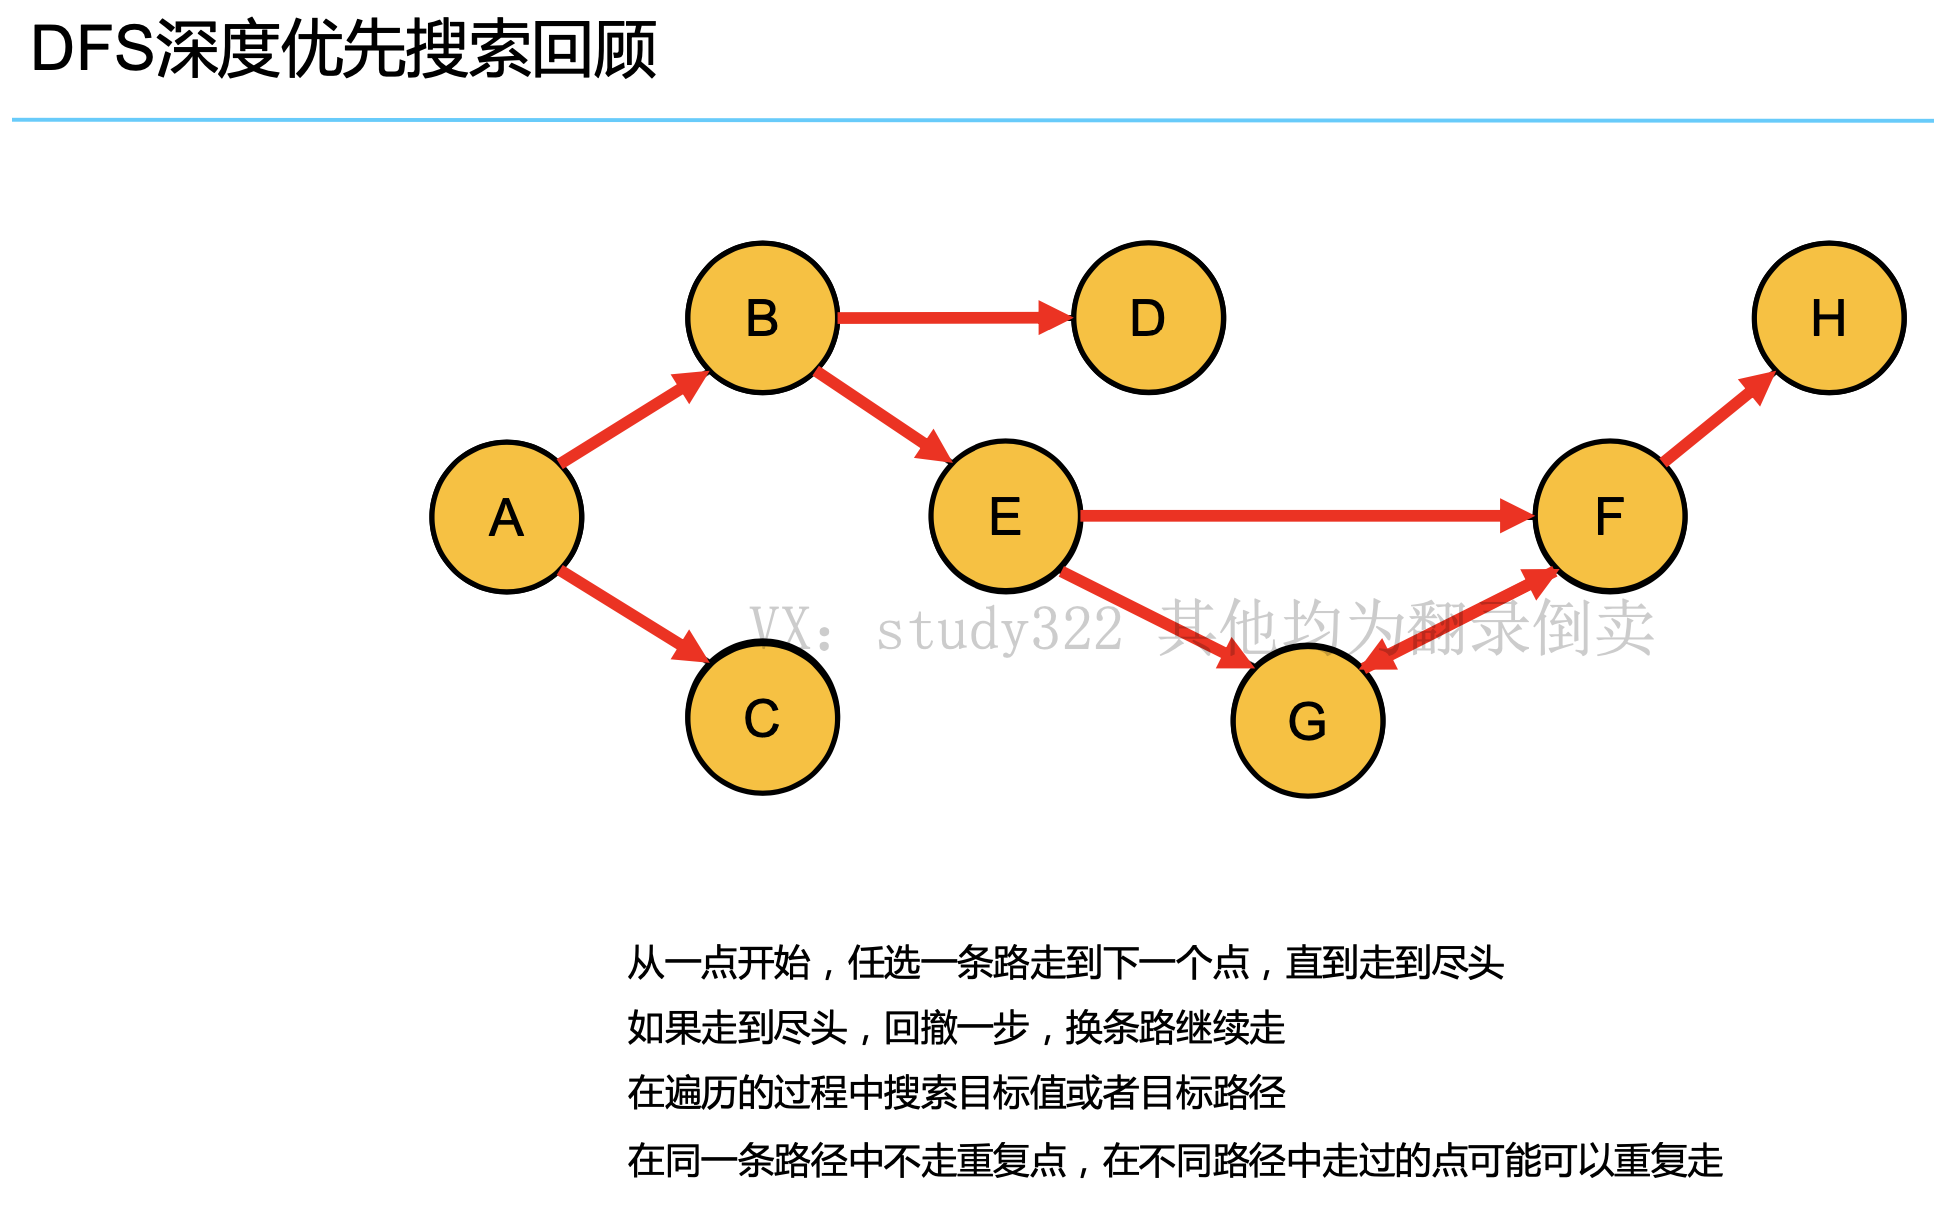 DFS深度优先搜索回顾
B
D
H
A
E
F
VX: study322 其他均为翻录倒卖
C
G
从一点开始，任选一条路走到下一个点，直到走到尽头
如果走到尽头，回撤一步，换条路继续走
在遍历的过程中搜索目标值或者目标路径
在同一条路径中不走重复点，在不同路径中走过的点可能可以重复走